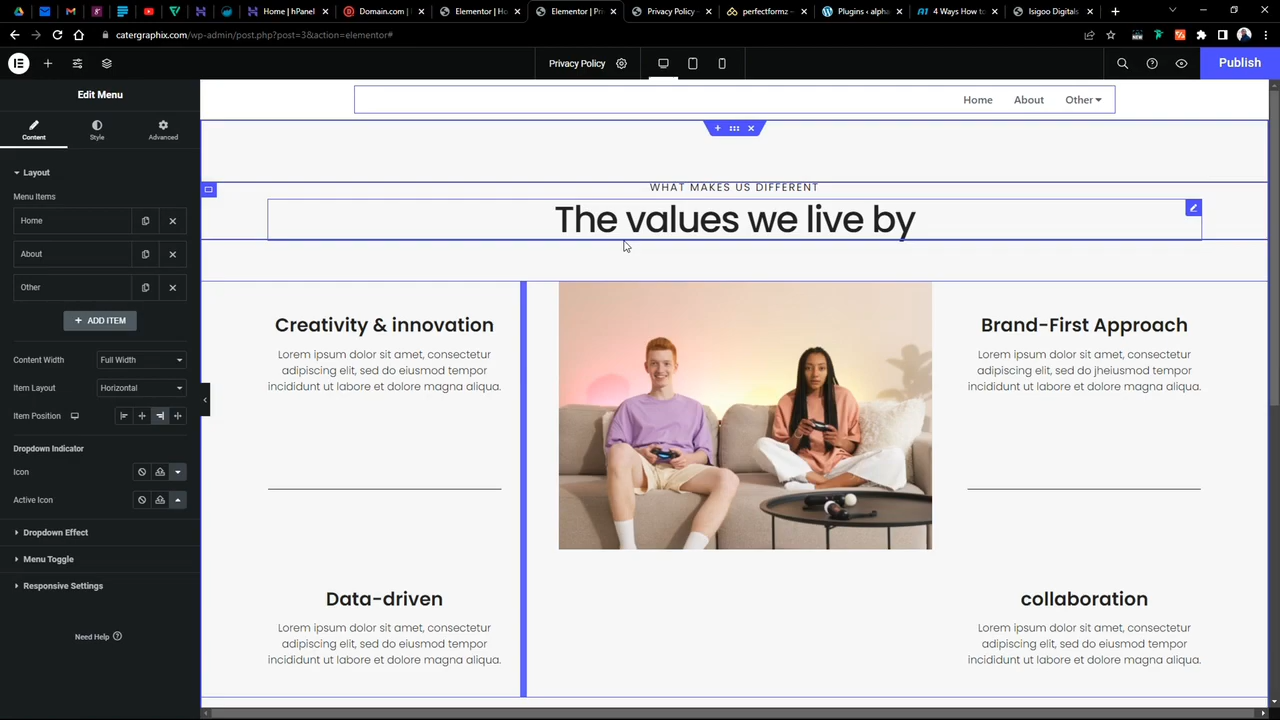 Home | hPanel
Domain.com |
Elementor | Ho
Elementor | Pri
Privacy Policy
perfectformz
Plugins < alpha
4 Ways How to
Isigoo Digitals
catergraphix.com/wp-admin/post.php?post=3&action=elementor#
Privacy Policy
Publish
Edit Menu
Content
Style
Advanced
Layout
Menu Items
Home
About
Other
ADD ITEM
Content Width
Full Width
Item Layout
Horizontal
Item Position
Dropdown Indicator
Icon
Active Icon
Dropdown Effect
Menu Toggle
Responsive Settings
Need Help
Home
About
Other
WHAT MAKES US DIFFERENT
The values we live by
Creativity & innovation
Lorem ipsum dolor sit amet, consectetur
adipiscing elit, sed do eiusmod tempor
incididunt ut labore et dolore magna aliqua.
Brand-First Approach
Lorem ipsum dolor sit amet, consectetur
adipiscing elit, sed do jheiusmod tempor
incididunt ut labore et dolore magna aliqua.
Data-driven
Lorem ipsum dolor sit amet, consectetur
adipiscing elit, sed do eiusmod tempor
incididunt ut labore et dolore magna aliqua.
collaboration
Lorem ipsum dolor sit amet, consectetur
adipiscing elit, sed do eiusmod tempor
incididunt ut labore et dolore magna aliqua.